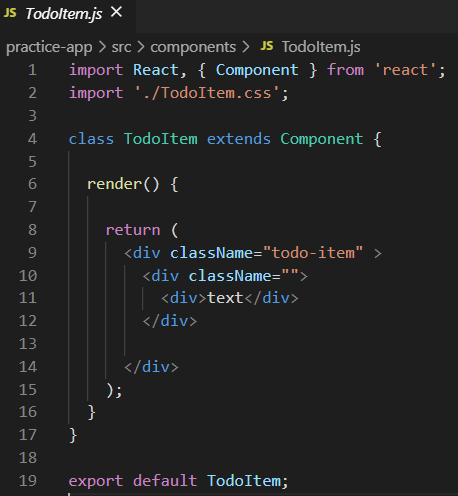 JS TodoItem.js ×
practice-app > src > components > JS TodoItem.js
1 import React, { Component } from 'react';
2 import './TodoItem.css';
3
4 class TodoItem extends Component {
5
6 render() {
7
8 return (
9 <div className="todo-item" >
10 <div className="">
11 <div>text</div>
12 </div>
13
14 </div>
15 );
16 }
17 }
18
19 export default TodoItem;